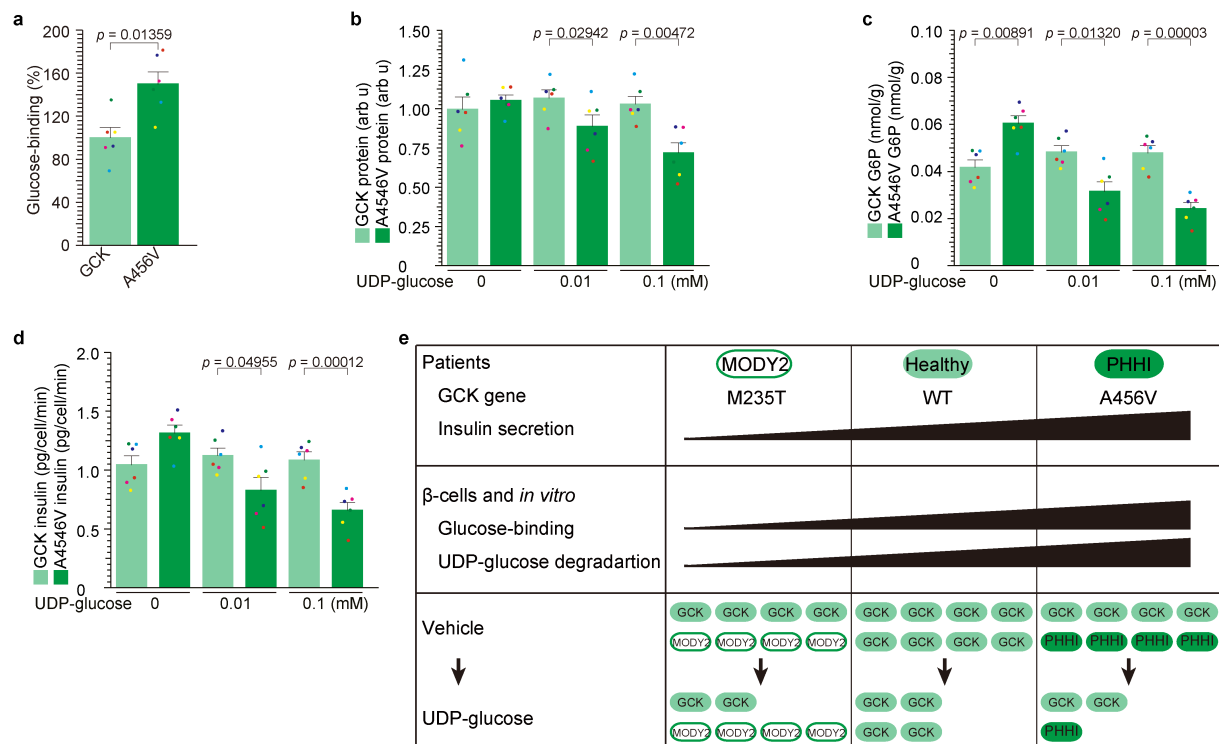 a
p = 0.01359
200
160
120
80
40
0
Glucose-binding (%)
GCK
A456V
b
p = 0.02942
p = 0.00472
1.50
1.25
1.00
0.75
0.50
0.25
0
GCK protein (arb u)
A4546V protein (arb u)
UDP-glucose
0
0.01
0.1 (mM)
c
p = 0.00891
p = 0.01320
p = 0.00003
0.10
0.08
0.06
0.04
0.02
0
GCK G6P (nmol/g)
A4546V G6P (nmol/g)
UDP-glucose
0
0.01
0.1 (mM)
d
p = 0.04955
p = 0.00012
2.0
1.5
1.0
0.5
0
GCK insulin (pg/cell/min)
A4546V insulin (pg/cell/min)
UDP-glucose
0
0.01
0.1 (mM)
e
Patients
MODY2
Healthy
PHHI
GCK gene
M235T
WT
A456V
Insulin secretion
β-cells and in vitro
Glucose-binding
UDP-glucose degradartion
Vehicle
GCK GCK GCK GCK
MODY2 MODY2 MODY2 MODY2
GCK GCK GCK GCK
GCK GCK GCK GCK
GCK GCK GCK GCK
PHHI PHHI PHHI PHHI
UDP-glucose
GCK GCK
MODY2 MODY2 MODY2 MODY2
GCK GCK
GCK GCK
GCK GCK
PHHI